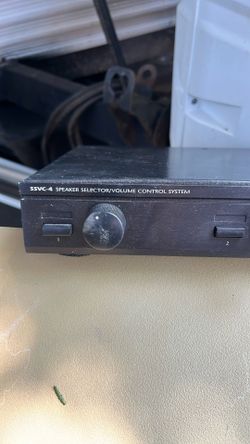 SSVC-4 SPEAKER SELECTOR/VOLUME CONTROL SYSTEM
1
2